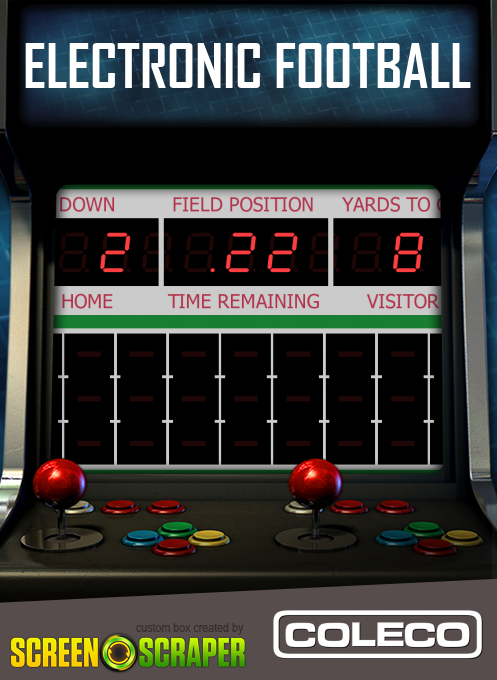 ELECTRONIC FOOTBALL
DOWN FIELD POSITION YARDS TO
2 .22 8
HOME TIME REMAINING VISITOR
custom box created by
SCREEN SCRAPER
COLECO